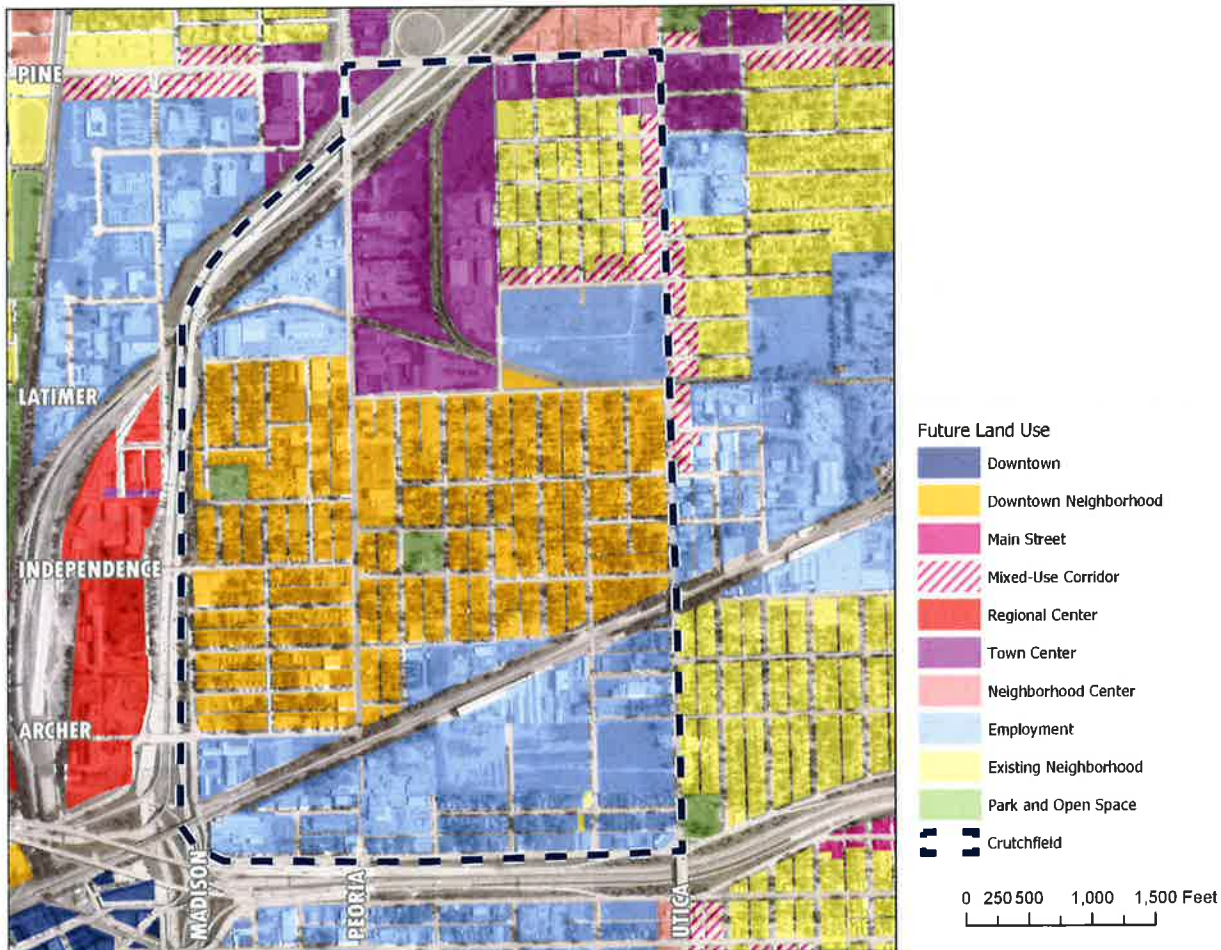 PINE
LATIMER
INDEPENDENCE
ARCHER
MADISON
PEORIA
UTICA
Future Land Use
Downtown
Downtown Neighborhood
Main Street
Mixed-Use Corridor
Regional Center
Town Center
Neighborhood Center
Employment
Existing Neighborhood
Park and Open Space
Crutchfield
0 250 500 1,000 1,500 Feet